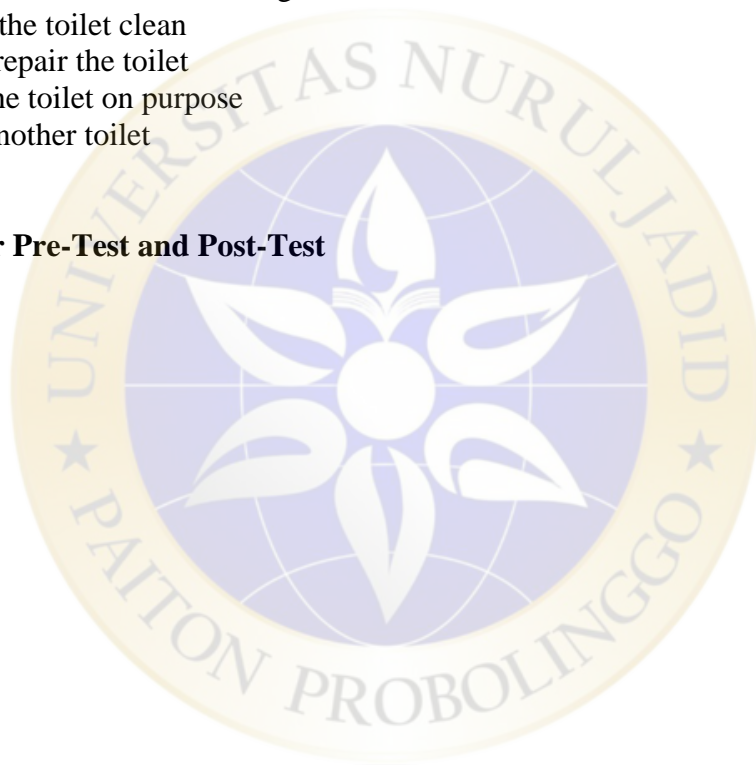 the toilet clean
repair the toilet
he toilet on purpose
nother toilet
r Pre-Test and Post-Test
UNIVERSITAS NURUL JADID
★ PAITON PROBOLINGGO ★